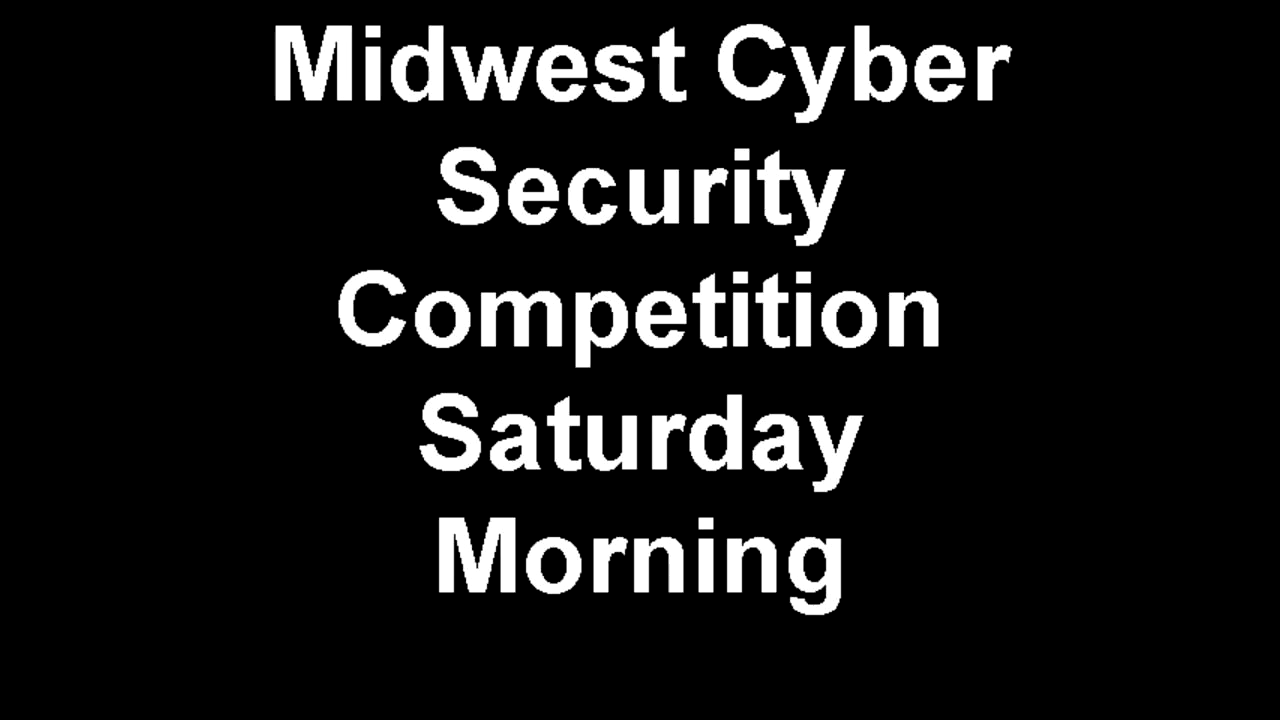 Midwest Cyber
Security
Competition
Saturday
Morning